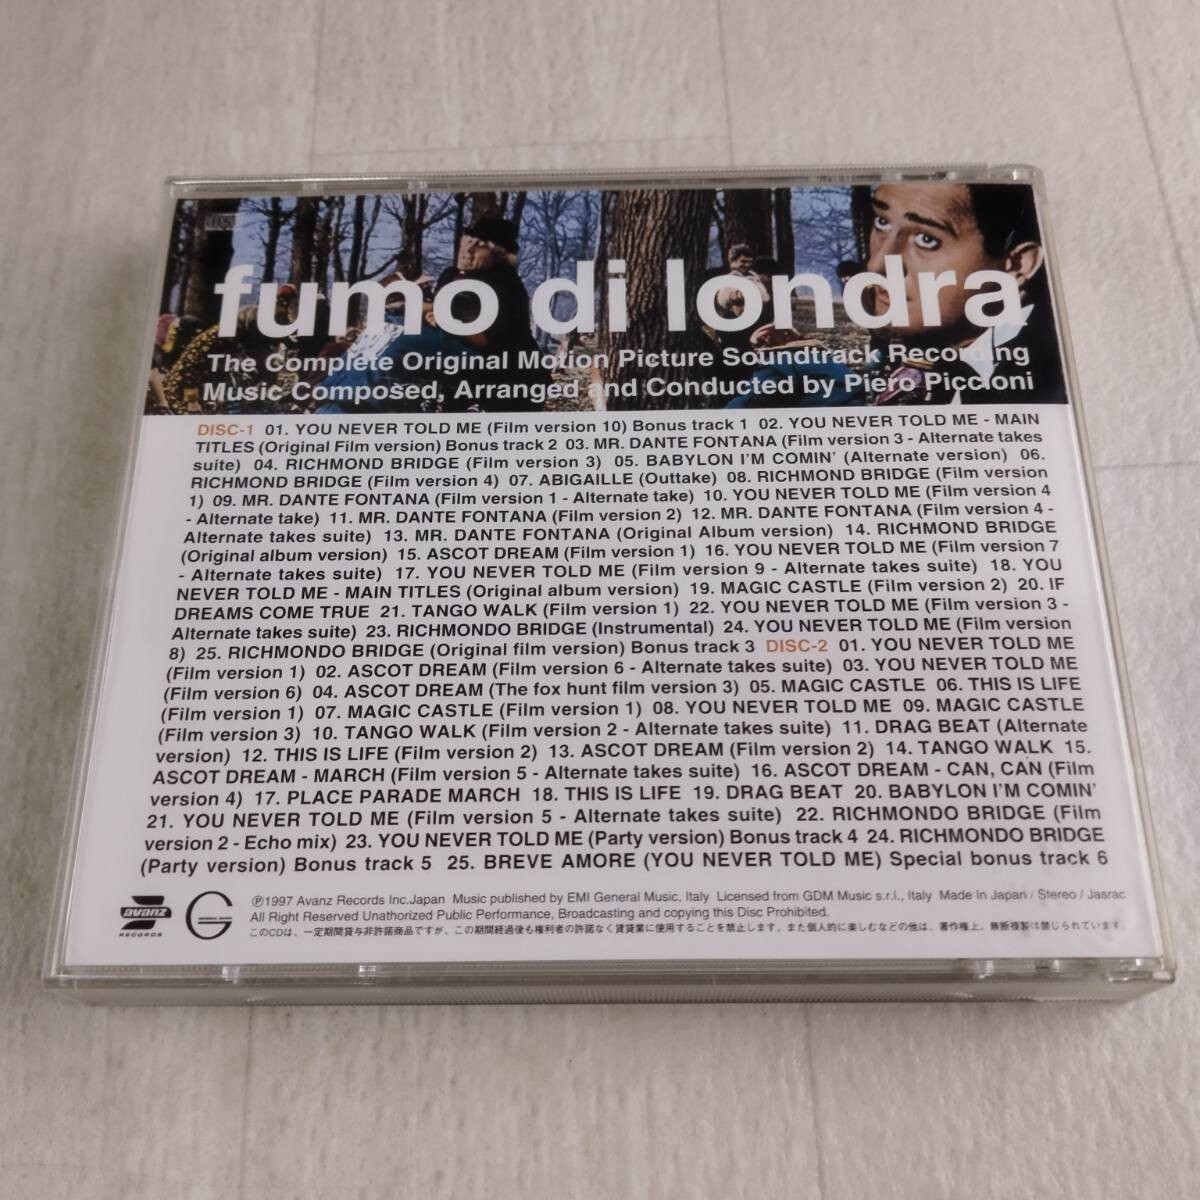 fumo di londra
The Complete Original Motion Picture Soundtrack Recording
Music Composed, Arranged and Conducted by Piero Piccioni
DISC-1 01. YOU NEVER TOLD ME (Film version 10) Bonus track 1 02. YOU NEVER TOLD ME - MAIN
TITLES (Original Film version) Bonus track 2 03. MR. DANTE FONTANA (Film version 3 - Alternate takes
suite) 04. RICHMOND BRIDGE (Film version 3) 05. BABYLON I'M COMIN' (Alternate version) 06.
RICHMOND BRIDGE (Film version 4) 07. ABIGAILLE (Outtake) 08. RICHMOND BRIDGE (Film version
1) 09. MR. DANTE FONTANA (Film version 1 - Alternate take) 10. YOU NEVER TOLD ME (Film version 4
- Alternate take) 11. MR. DANTE FONTANA (Film version 2) 12. MR. DANTE FONTANA (Film version 4 -
Alternate takes suite) 13. MR. DANTE FONTANA (Original Album version) 14. RICHMOND BRIDGE
(Original album version) 15. ASCOT DREAM (Film version 1) 16. YOU NEVER TOLD ME (Film version 7
- Alternate takes suite) 17. YOU NEVER TOLD ME (Film version 9 - Alternate takes suite) 18. YOU
NEVER TOLD ME - MAIN TITLES (Original album version) 19. MAGIC CASTLE (Film version 2) 20. IF
DREAMS COME TRUE 21. TANGO WALK (Film version 1) 22. YOU NEVER TOLD ME (Film version 3 -
Alternate takes suite) 23. RICHMONDO BRIDGE (Instrumental) 24. YOU NEVER TOLD ME (Film version
8) 25. RICHMONDO BRIDGE (Original film version) Bonus track 3 DISC-2 01. YOU NEVER TOLD ME
(Film version 1) 02. ASCOT DREAM (Film version 6 - Alternate takes suite) 03. YOU NEVER TOLD ME
(Film version 6) 04. ASCOT DREAM (The fox hunt film version 3) 05. MAGIC CASTLE 06. THIS IS LIFE
(Film version 1) 07. MAGIC CASTLE (Film version 1) 08. YOU NEVER TOLD ME 09. MAGIC CASTLE
(Film version 3) 10. TANGO WALK (Film version 2 - Alternate takes suite) 11. DRAG BEAT (Alternate
version) 12. THIS IS LIFE (Film version 2) 13. ASCOT DREAM (Film version 2) 14. TANGO WALK 15.
ASCOT DREAM - MARCH (Film version 5 - Alternate takes suite) 16. ASCOT DREAM - CAN, CAN (Film
version 4) 17. PLACE PARADE MARCH 18. THIS IS LIFE 19. DRAG BEAT 20. BABYLON I'M COMIN'
21. YOU NEVER TOLD ME (Film version 5 - Alternate takes suite) 22. RICHMONDO BRIDGE (Film
version 2 - Echo mix) 23. YOU NEVER TOLD ME (Party version) Bonus track 4 24. RICHMONDO BRIDGE
(Party version) Bonus track 5 25. BREVE AMORE (YOU NEVER TOLD ME) Special bonus track 6
avanz
RECORDS
GENERAL MUSIC
℗1997 Avanz Records Inc.Japan Music published by EMI General Music, Italy Licensed from GDM Music s.r.l., Italy Made In Japan / Stereo / Jasrac
All Right Reserved Unathorized Public Performance, Broadcasting and copying this Disc Prohibited.
このCDは、一定期間貸与非許諾商品ですが、この期間経過後も権利者の許諾なく賃貸業に使用することを禁止します。また個人的に楽しむなどの他は、著作権上、無断複製は禁じられています。